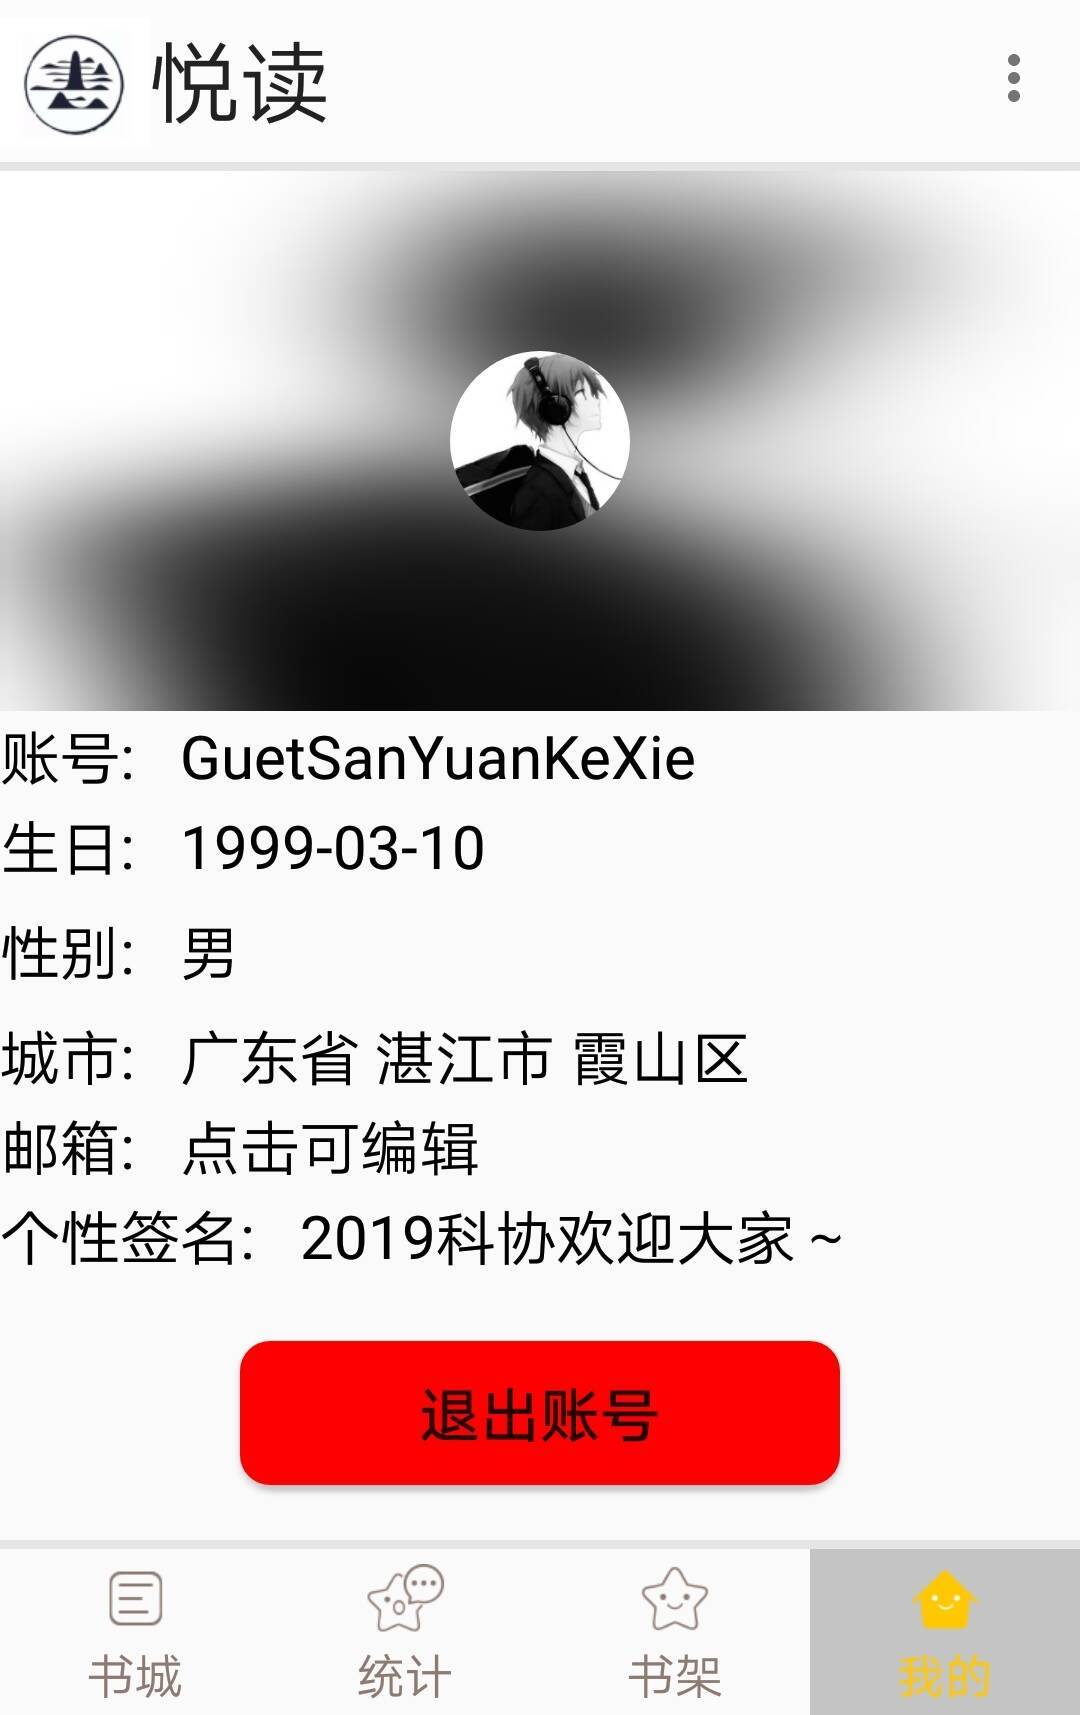 悦读
账号: GuetSanYuanKeXie
生日: 1999-03-10
性别: 男
城市: 广东省 湛江市 霞山区
邮箱: 点击可编辑
个性签名: 2019科协欢迎大家～
退出账号
书城 统计 书架 我的